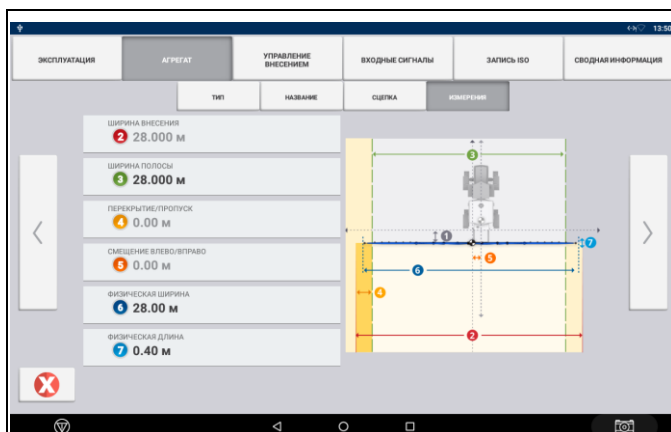 13:50
ЭКСПЛУАТАЦИЯ
АГРЕГАТ
УПРАВЛЕНИЕ
ВНЕСЕНИЕМ
ВХОДНЫЕ СИГНАЛЫ
ЗАПИСЬ ISO
СВОДНАЯ ИНФОРМАЦИЯ
ТИП
НАЗВАНИЕ
СЦЕПКА
ИЗМЕРЕНИЯ
ШИРИНА ВНЕСЕНИЯ
2 28.000 м
ШИРИНА ПОЛОСЫ
3 28.000 м
ПЕРЕКРЫТИЕ/ПРОПУСК
4 0.00 м
СМЕЩЕНИЕ ВЛЕВО/ВПРАВО
5 0.00 м
ФИЗИЧЕСКАЯ ШИРИНА
6 28.00 м
ФИЗИЧЕСКАЯ ДЛИНА
7 0.40 м
3
1
7
5
6
4
2